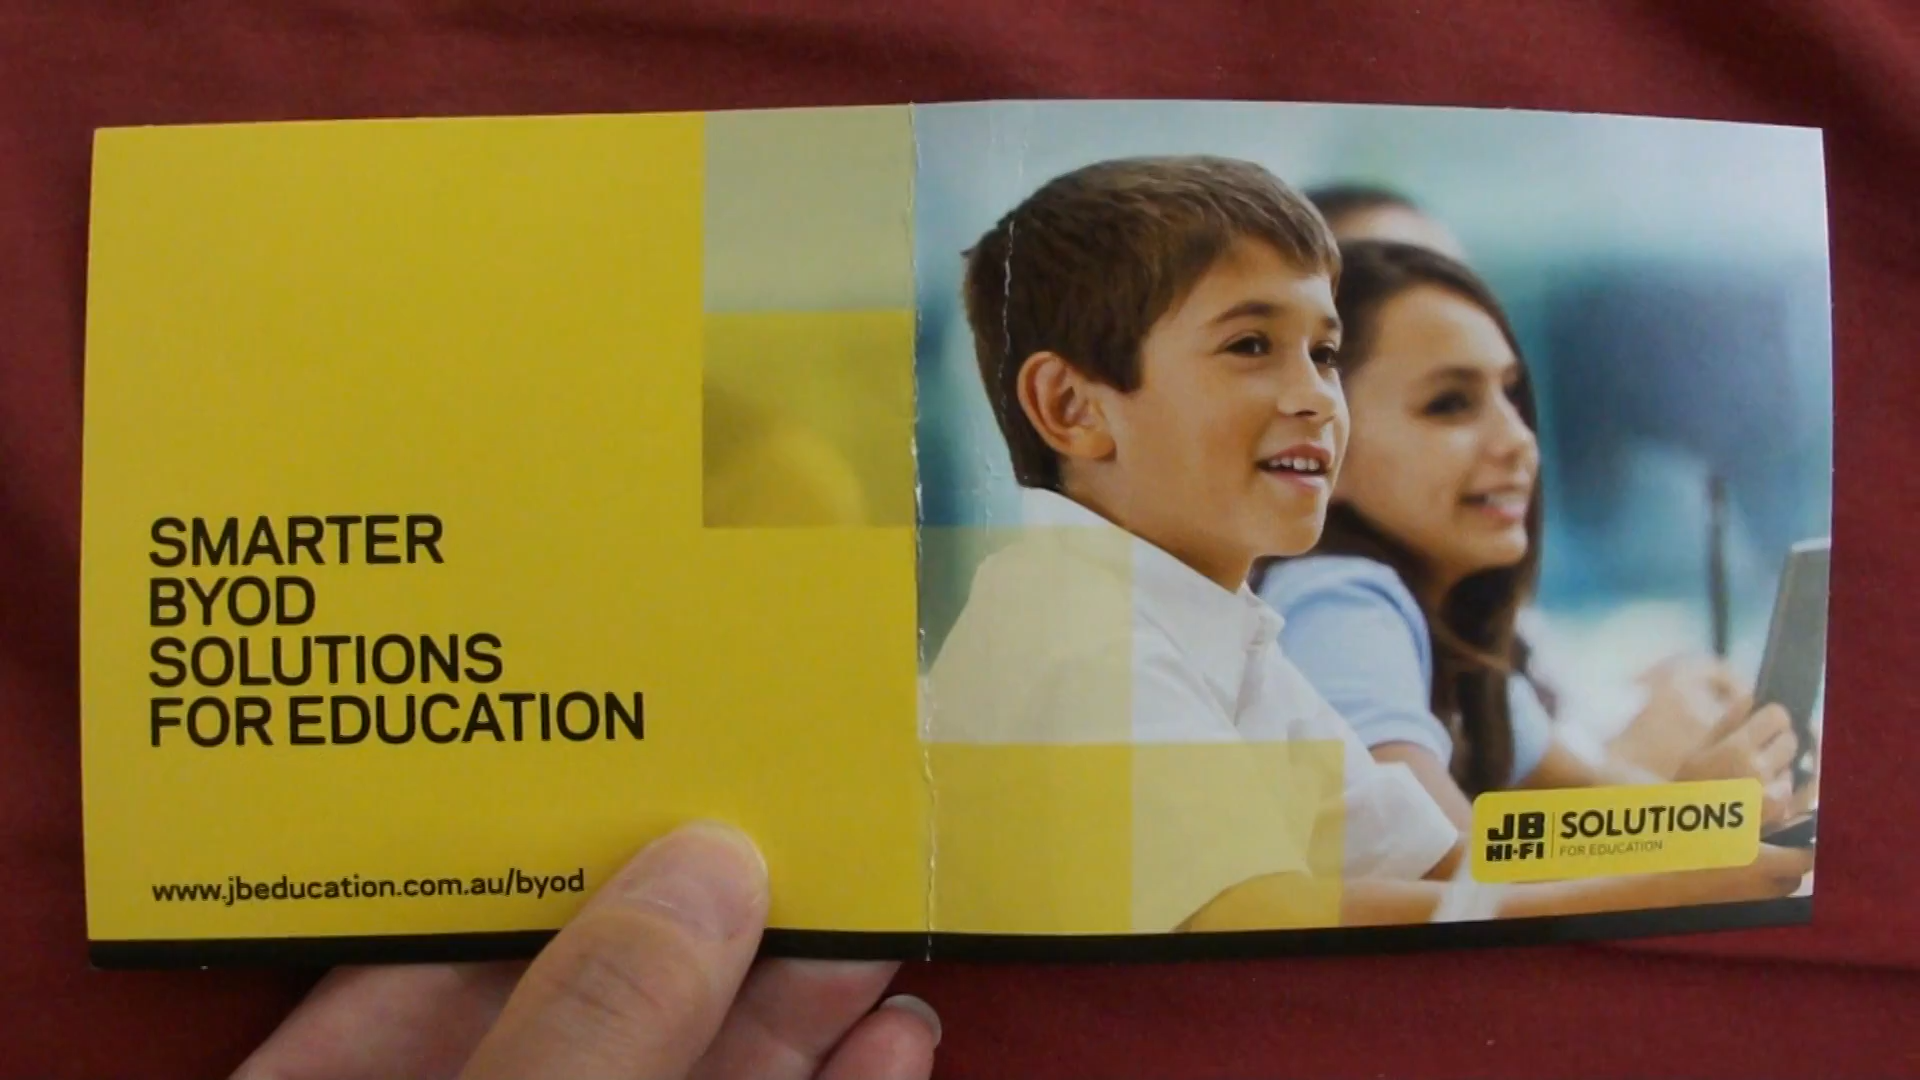 SMARTER
BYOD
SOLUTIONS
FOR EDUCATION
www.jbeducation.com.au/byod
JB HI-FI
SOLUTIONS
FOR EDUCATION